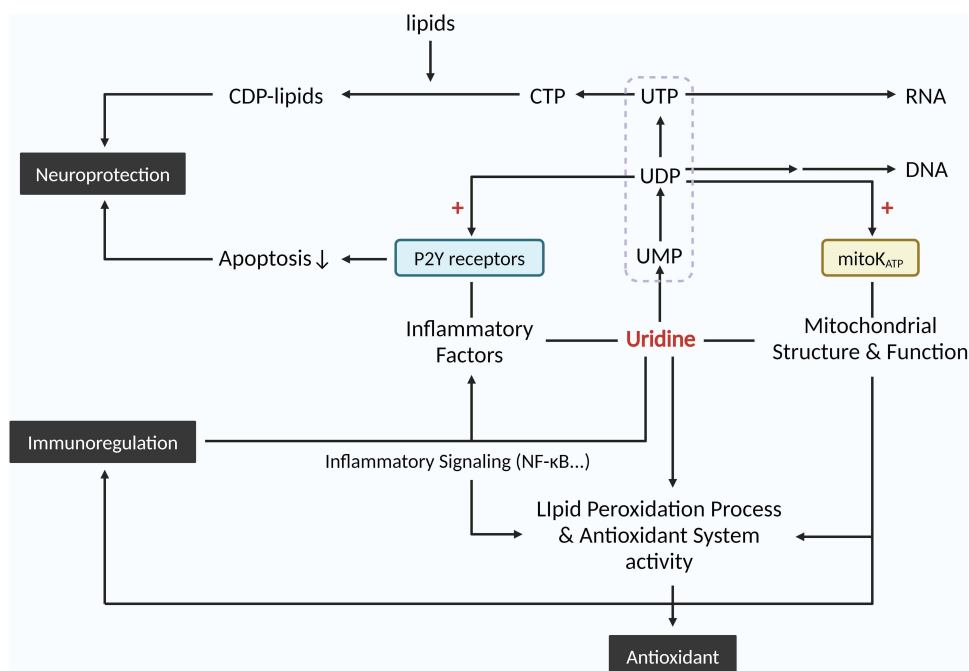 lipids
CDP-lipids
CTP
UTP
RNA
Neuroprotection
UDP
DNA
+
+
Apoptosis↓
P2Y receptors
UMP
mitoKATP
Inflammatory
Factors
Uridine
Mitochondrial
Structure & Function
Immunoregulation
Inflammatory Signaling (NF-κB...)
LIpid Peroxidation Process
& Antioxidant System
activity
Antioxidant